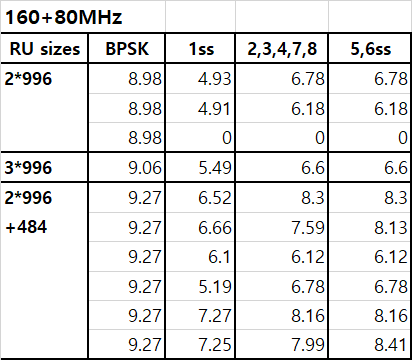 160+80MHz
RU sizes BPSK 1ss 2,3,4,7,8 5,6ss
2*996 8.98 4.93 6.78 6.78
8.98 4.91 6.18 6.18
8.98 0 0 0
3*996 9.06 5.49 6.6 6.6
2*996 9.27 6.52 8.3 8.3
+484 9.27 6.66 7.59 8.13
9.27 6.1 6.12 6.12
9.27 5.19 6.78 6.78
9.27 7.27 8.16 8.16
9.27 7.25 7.99 8.41